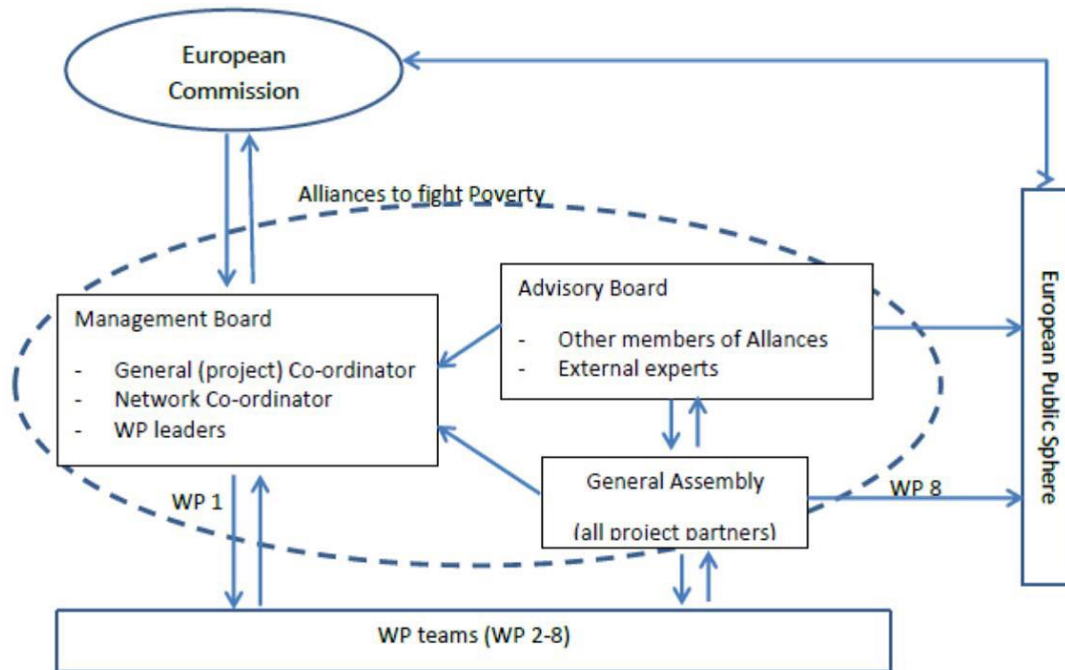 European
Commission
Alliances to fight Poverty
Management Board
- General (project) Co-ordinator
- Network Co-ordinator
- WP leaders
Advisory Board
- Other members of Allances
- External experts
General Assembly
(all project partners)
WP 1
WP 8
European Public Sphere
WP teams (WP 2-8)